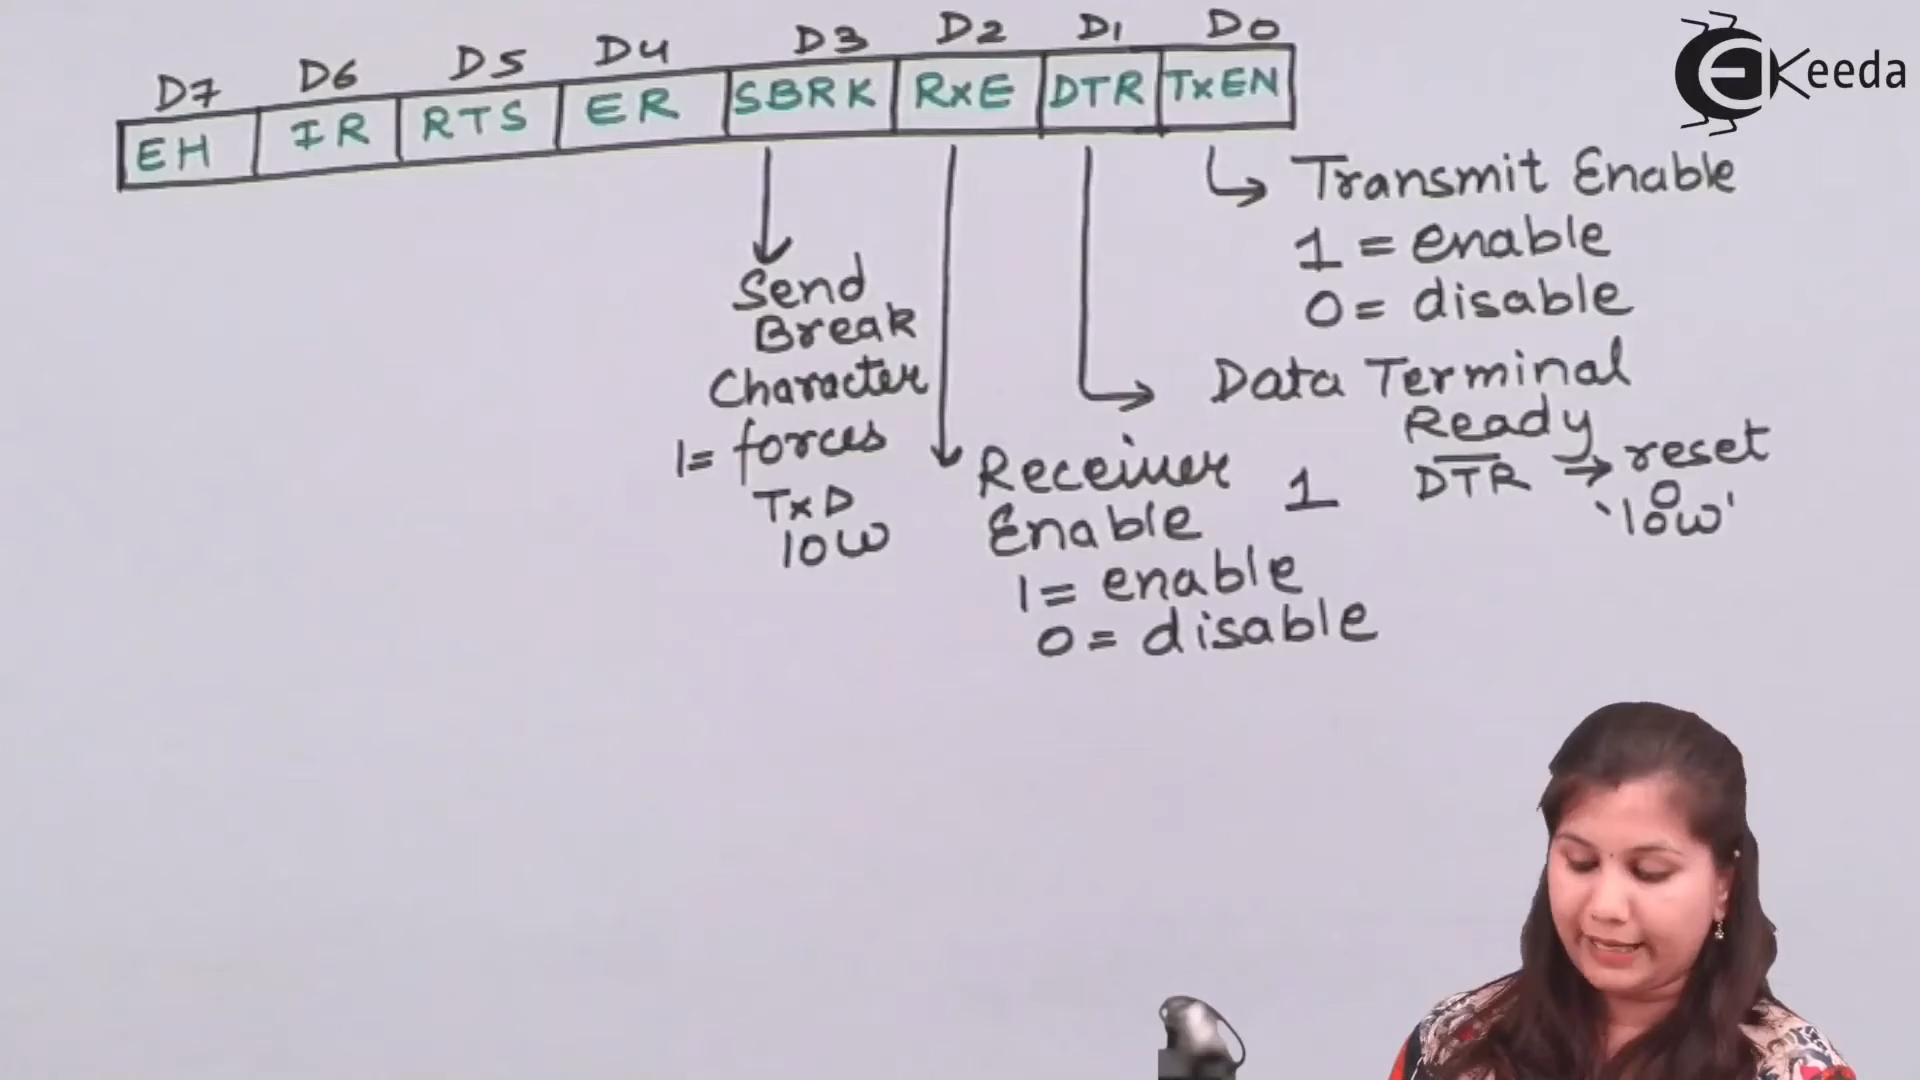 D7 D6 D5 D4 D3 D2 D1 D0
EH IR RTS ER SBRK RxE DTR TxEN
EKeeda
Transmit Enable
1 = enable
0 = disable
Data Terminal
Ready
DTR → reset
0
'low'
1
Send
Break
Character
1= forces
TxD
low
Receiver
Enable
1= enable
0= disable